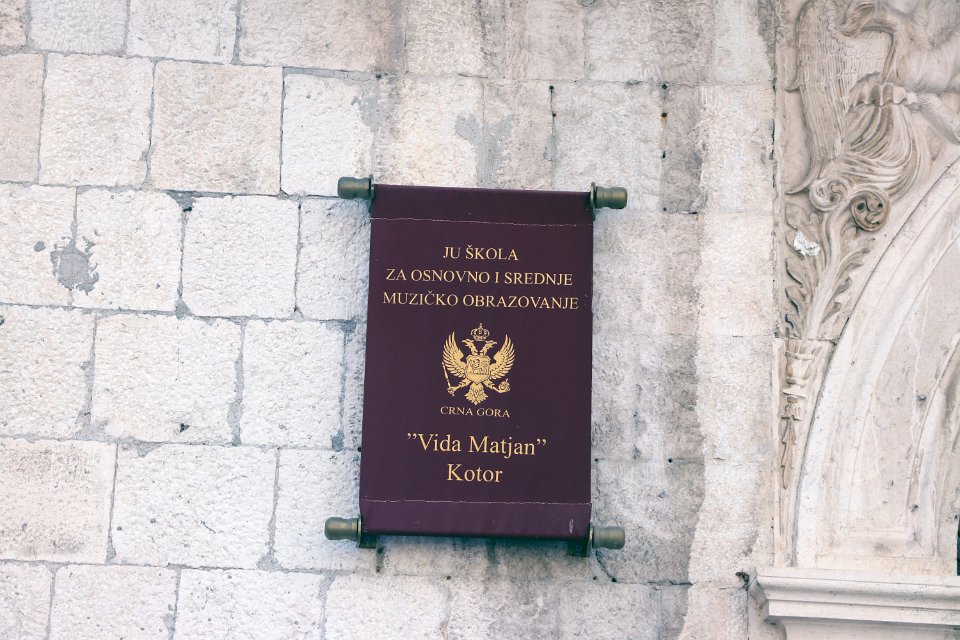 JU ŠKOLA
ZA OSNOVNO I SREDNJE
MUZIČKO OBRAZOVANJE
CRNA GORA
”Vida Matjan”
Kotor